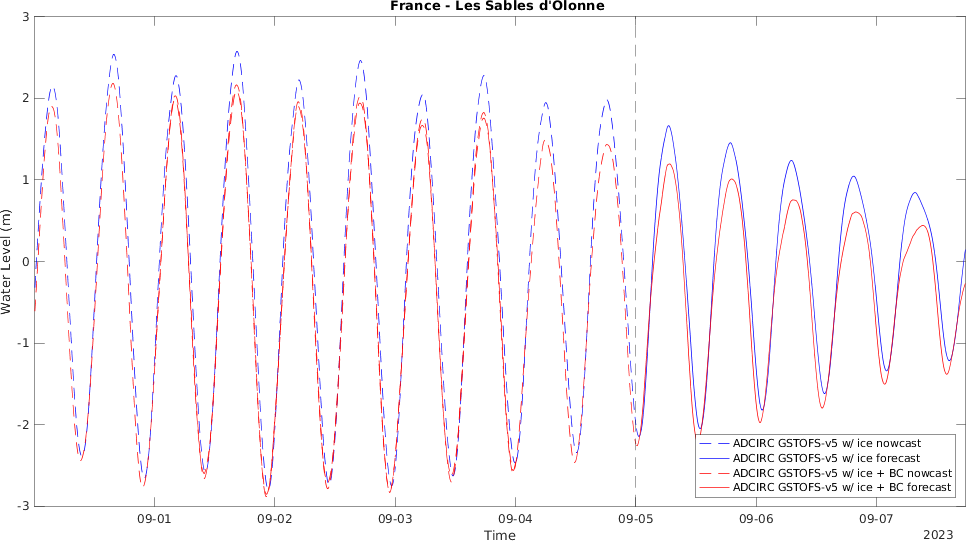 France - Les Sables d'Olonne
3
2
1
0
-1
-2
-3
Water Level (m)
09-01 09-02 09-03 09-04 09-05 09-06 09-07
Time
2023
ADCIRC GSTOFS-v5 w/ ice nowcast
ADCIRC GSTOFS-v5 w/ ice forecast
ADCIRC GSTOFS-v5 w/ ice + BC nowcast
ADCIRC GSTOFS-v5 w/ ice + BC forecast